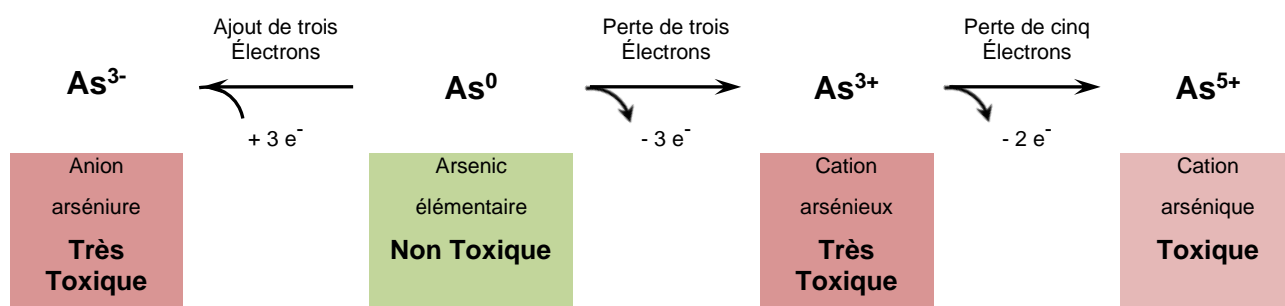 Ajout de trois
Électrons
Perte de trois
Électrons
Perte de cinq
Électrons
As3-
As0
As3+
As5+
+ 3 e-
- 3 e-
- 2 e-
Anion
arséniure
Très
Toxique
Arsenic
élémentaire
Non Toxique
Cation
arsénieux
Très
Toxique
Cation
arsénique
Toxique